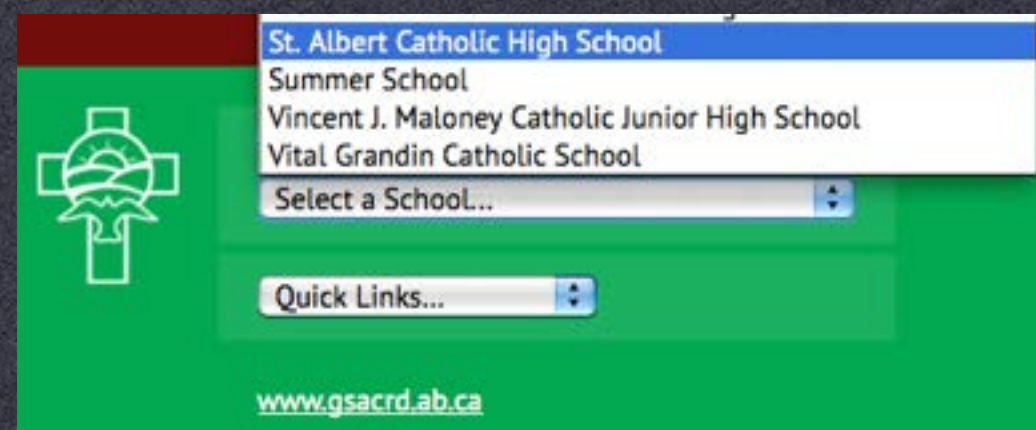 St. Albert Catholic High School
Summer School
Vincent J. Maloney Catholic Junior High School
Vital Grandin Catholic School
Select a School...
Quick Links...
www.gsacrd.ab.ca